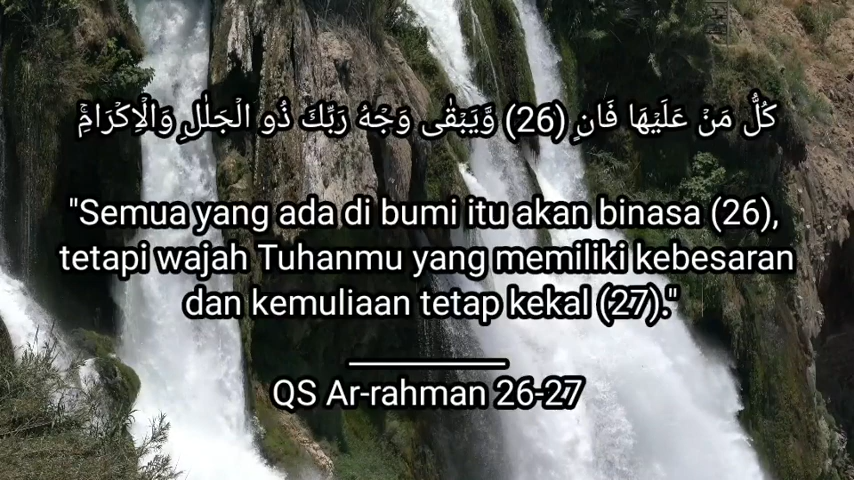 كُلُّ مَنْ عَلَيْهَا فَانٍ (26) وَّيَبْقٰى وَجْهُ رَبِّكَ ذُو الْجَلٰلِ وَالْاِكْرَامِۚ
"Semua yang ada di bumi itu akan binasa (26),
tetapi wajah Tuhanmu yang memiliki kebesaran
dan kemuliaan tetap kekal (27)."
QS Ar-rahman 26-27